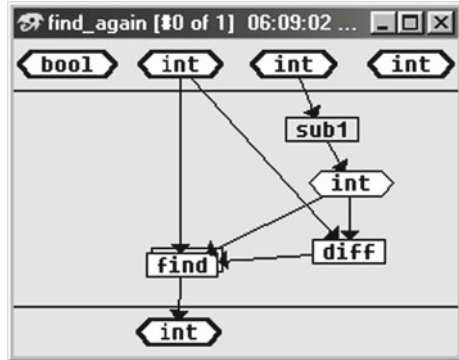 find_again [#0 of 1] 06:09:02 ...
bool int int int
sub1
int
find diff
int